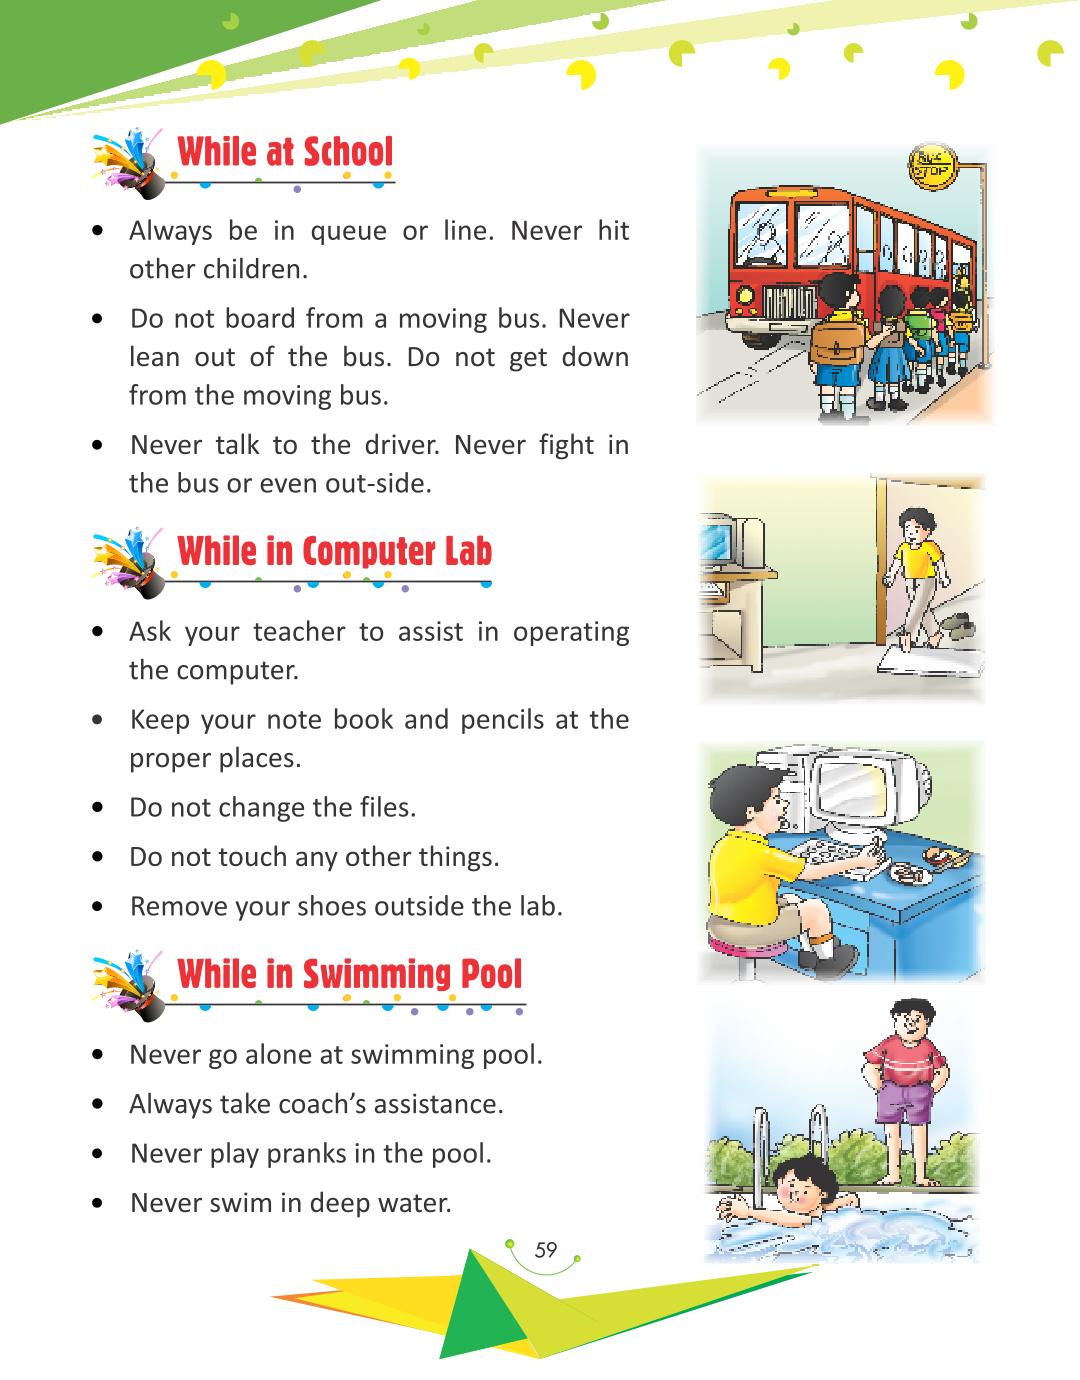 While at School
• Always be in queue or line. Never hit
other children.
• Do not board from a moving bus. Never
lean out of the bus. Do not get down
from the moving bus.
• Never talk to the driver. Never fight in
the bus or even out-side.
BUS
STOP
While in Computer Lab
• Ask your teacher to assist in operating
the computer.
• Keep your note book and pencils at the
proper places.
• Do not change the files.
• Do not touch any other things.
• Remove your shoes outside the lab.
While in Swimming Pool
• Never go alone at swimming pool.
• Always take coach’s assistance.
• Never play pranks in the pool.
• Never swim in deep water.
59